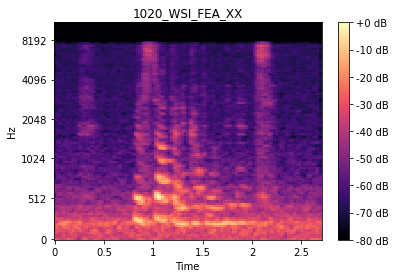 1020_WSI_FEA_XX
8192
4096
2048
1024
512
0
Hz
0
0.5
1
1.5
2
2.5
Time
+0 dB
-10 dB
-20 dB
-30 dB
-40 dB
-50 dB
-60 dB
-70 dB
-80 dB